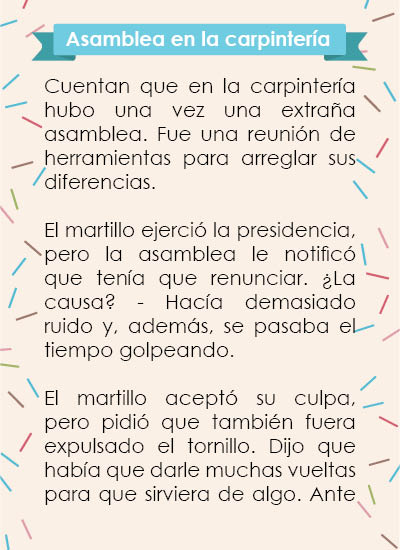 Asamblea en la carpintería
Cuentan que en la carpintería
hubo una vez una extraña
asamblea. Fue una reunión de
herramientas para arreglar sus
diferencias.
El martillo ejerció la presidencia,
pero la asamblea le notificó
que tenía que renunciar. ¿La
causa? - Hacía demasiado
ruido y, además, se pasaba el
tiempo golpeando.
El martillo aceptó su culpa,
pero pidió que también fuera
expulsado el tornillo. Dijo que
había que darle muchas vueltas
para que sirviera de algo. Ante